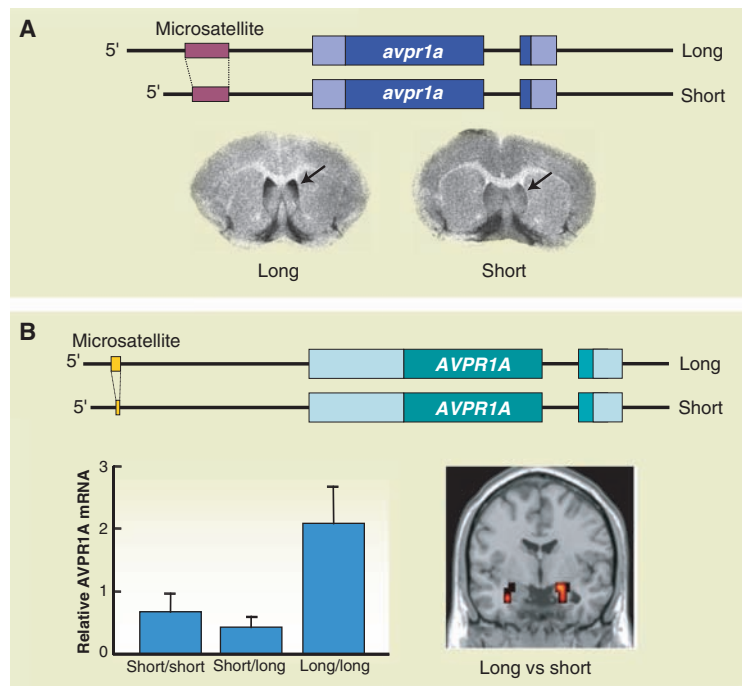 A
Microsatellite
5' avpr1a Long
5' avpr1a Short
Long Short
B
Microsatellite
5' AVPR1A Long
5' AVPR1A Short
Relative AVPR1A mRNA
3
2
1
0
Short/short Short/long Long/long
Long vs short